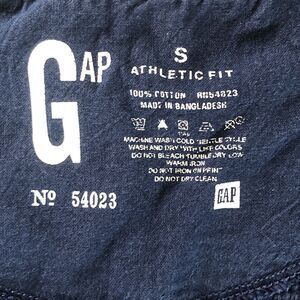 GAP
Nº 54023
S
ATHLETIC FIT
100% COTTON RN54023
MADE IN BANGLADESH
MACHINE WASH COLD GENTLE CYCLE
WASH AND DRY WITH LIKE COLORS
DO NOT BLEACH TUMBLE DRY LOW
WARM IRON
DO NOT IRON ON PRINT
DO NOT DRY CLEAN
GAP